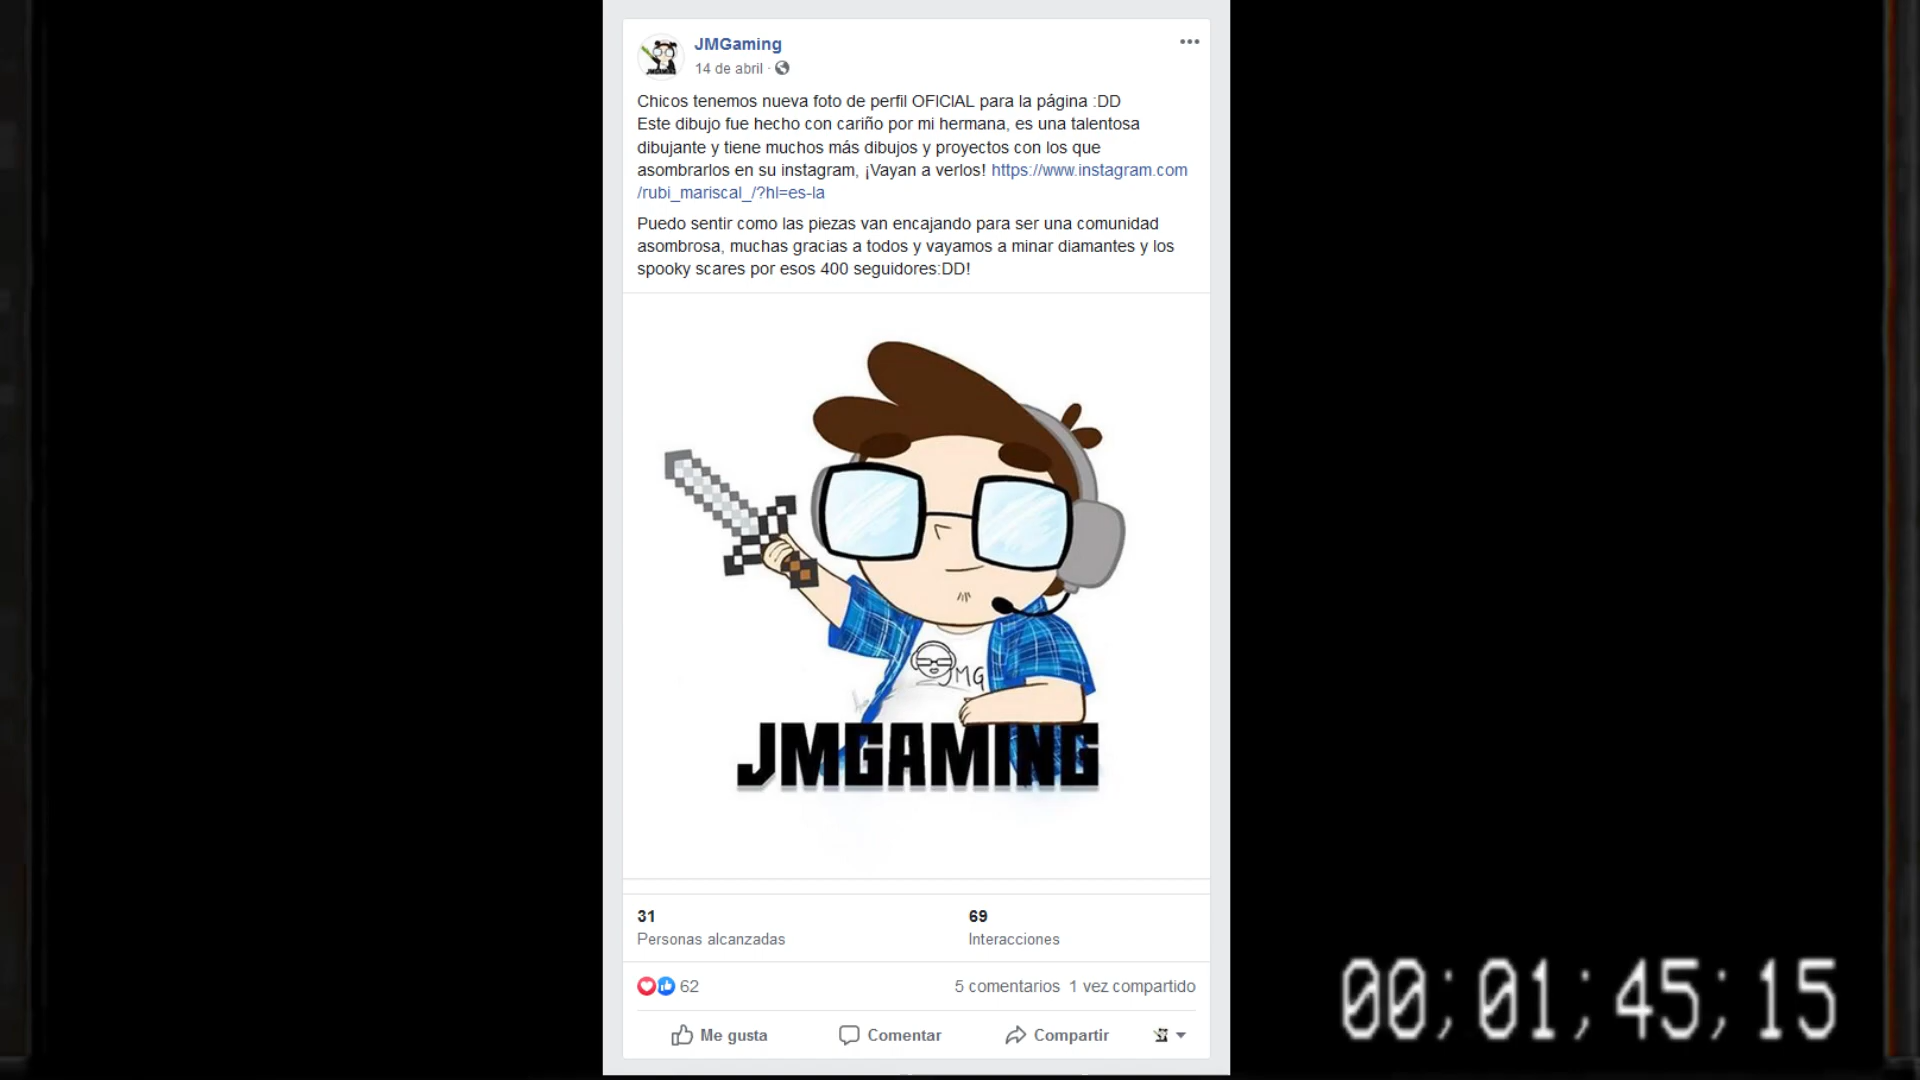 JMGaming
14 de abril ·
Chicos tenemos nueva foto de perfil OFICIAL para la página :DD
Este dibujo fue hecho con cariño por mi hermana, es una talentosa
dibujante y tiene muchos más dibujos y proyectos con los que
asombrarlos en su instagram, ¡Vayan a verlos! https://www.instagram.com
/rubi_mariscal_/?hl=es-la
Puedo sentir como las piezas van encajando para ser una comunidad
asombrosa, muchas gracias a todos y vayamos a minar diamantes y los
spooky scares por esos 400 seguidores:DD!
JMG
JMGAMING
31 69
Personas alcanzadas Interacciones
62 5 comentarios 1 vez compartido
Me gusta Comentar Compartir
00;01;45;15